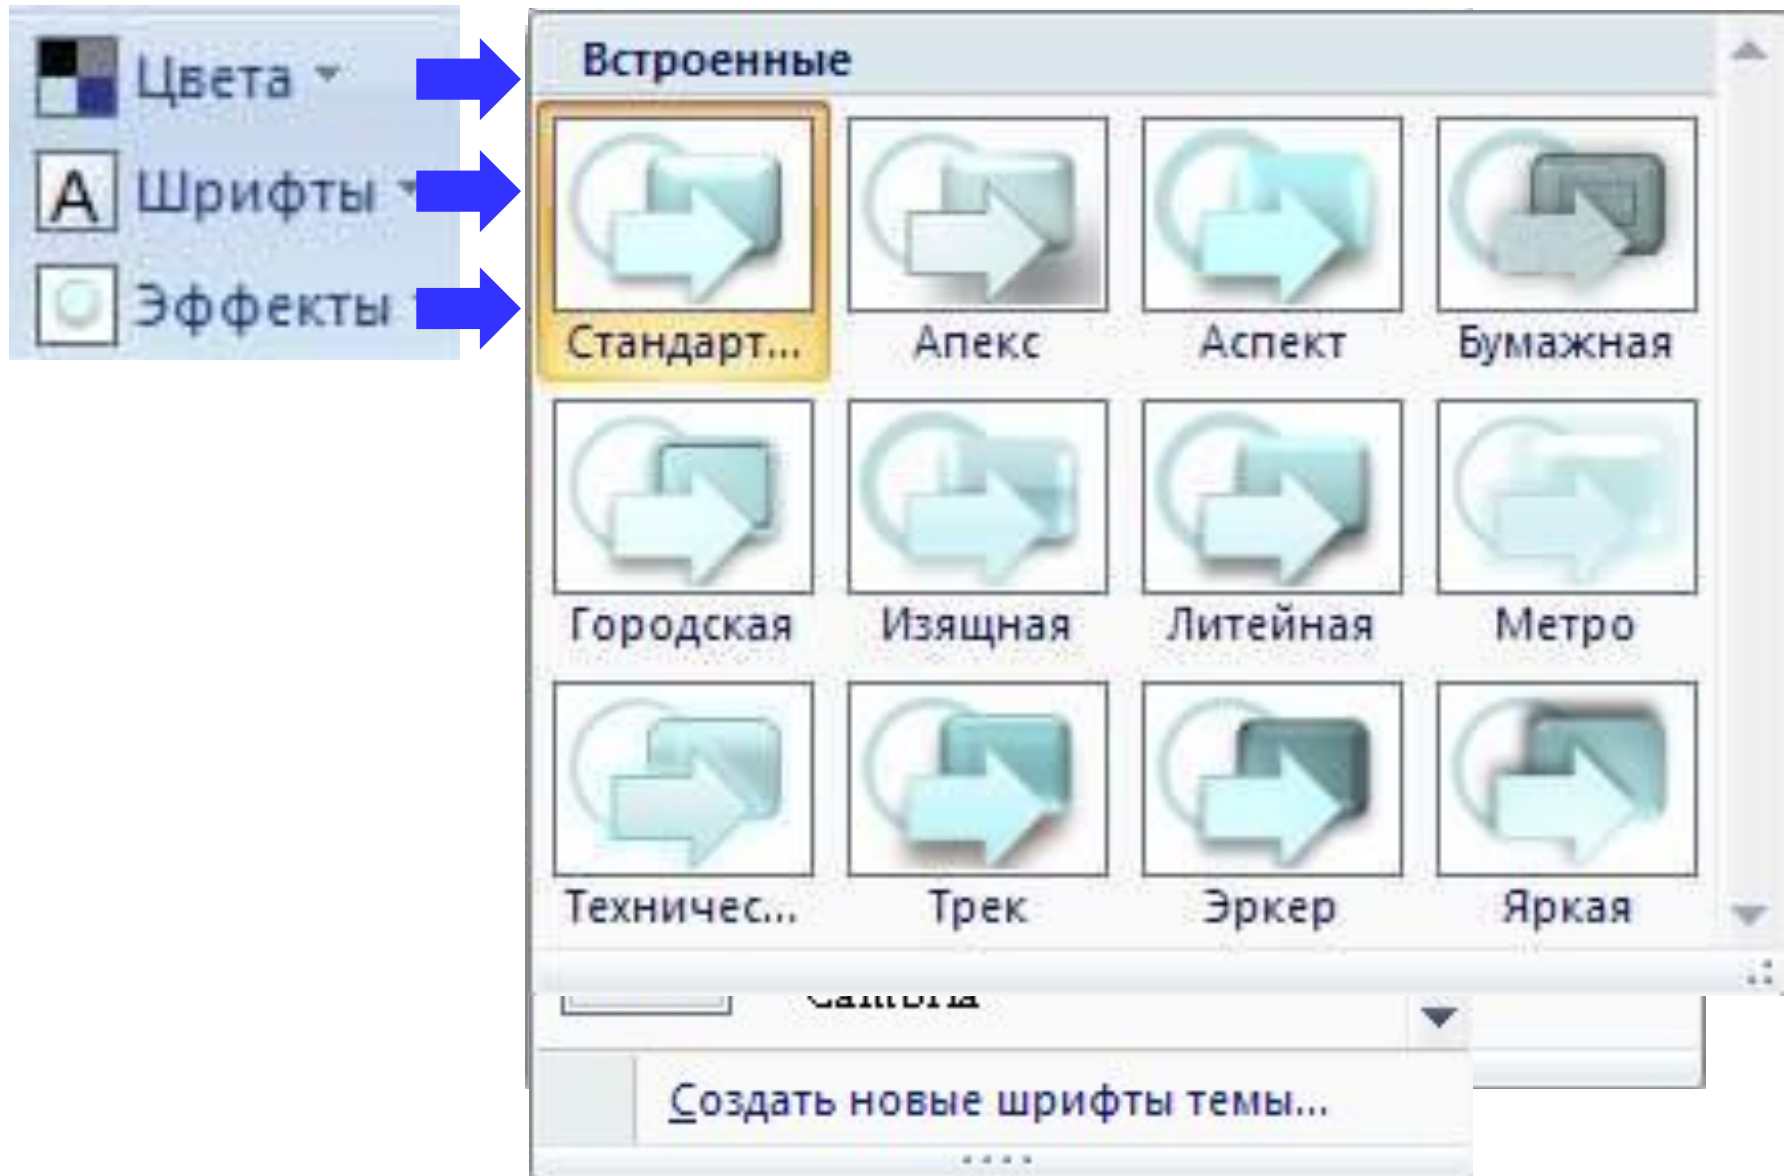 Цвета
Шрифты
Эффекты
Встроенные
Стандарт... Апекс Аспект Бумажная
Городская Изящная Литейная Метро
Техничес... Трек Эркер Яркая
Cambria
Создать новые шрифты темы...